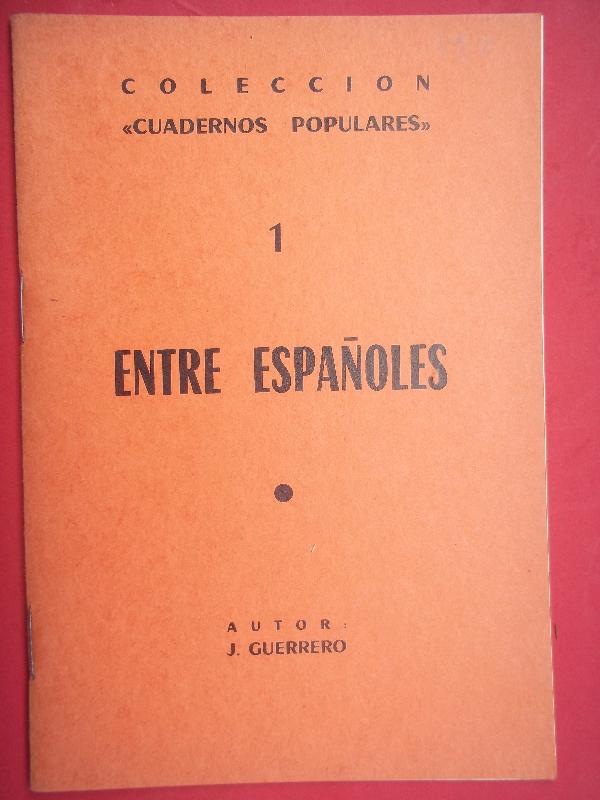 COLECCION
«CUADERNOS POPULARES»
1
ENTRE ESPAÑOLES
AUTOR:
J. GUERRERO